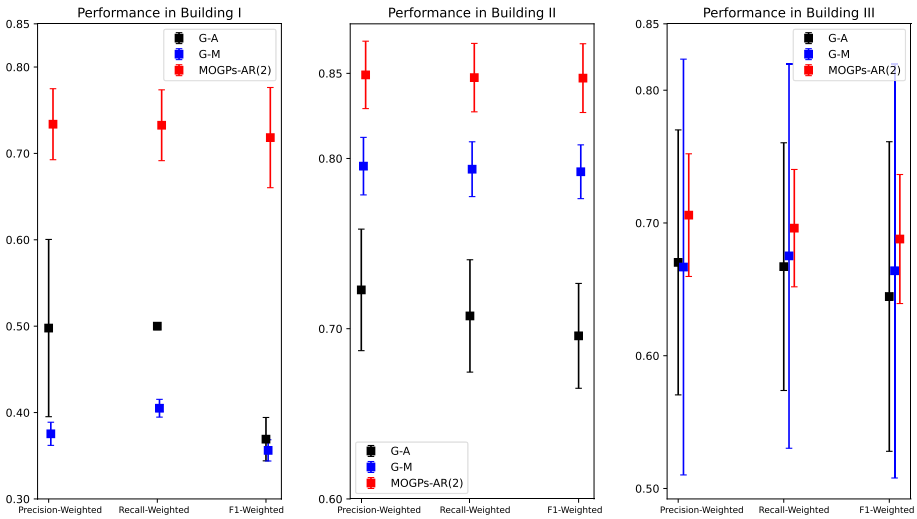 Performance in Building I
0.85
0.80
0.70
0.60
0.50
0.40
0.30
G-A
G-M
MOGPs-AR(2)
Precision-Weighted
Recall-Weighted
F1-Weighted
Performance in Building II
0.85
0.80
0.70
0.60
G-A
G-M
MOGPs-AR(2)
Precision-Weighted
Recall-Weighted
F1-Weighted
Performance in Building III
0.85
0.80
0.70
0.60
0.50
G-A
G-M
MOGPs-AR(2)
Precision-Weighted
Recall-Weighted
F1-Weighted